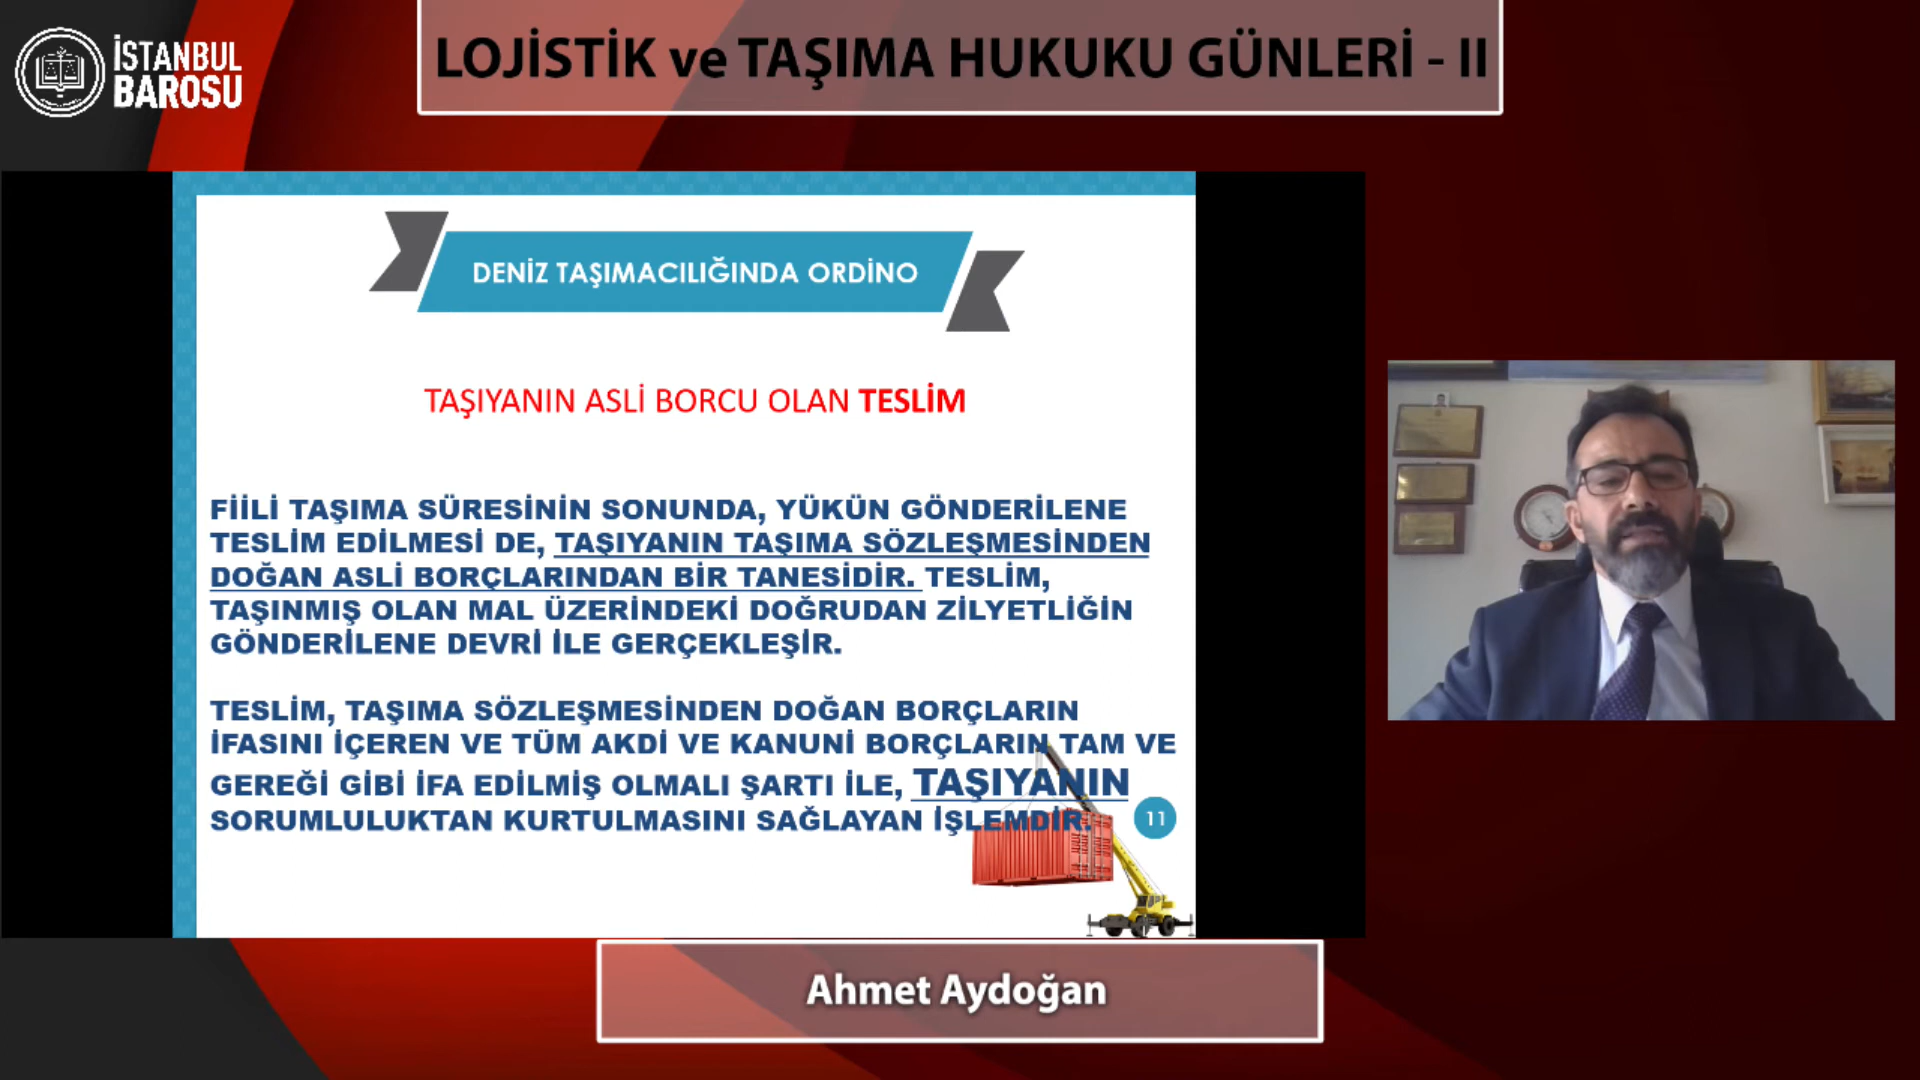 İSTANBUL
BAROSU
LOJİSTİK ve TAŞIMA HUKUKU GÜNLERİ - II
DENİZ TAŞIMACILIĞINDA ORDİNO
TAŞIYANIN ASLİ BORCU OLAN TESLİM
FİİLİ TAŞIMA SÜRESİNİN SONUNDA, YÜKÜN GÖNDERİLENE
TESLİM EDİLMESİ DE, TAŞIYANIN TAŞIMA SÖZLEŞMESİNDEN
DOĞAN ASLİ BORÇLARINDAN BİR TANESİDİR. TESLİM,
TAŞINMIŞ OLAN MAL ÜZERİNDEKİ DOĞRUDAN ZİLYETLİĞİN
GÖNDERİLENE DEVRİ İLE GERÇEKLEŞİR.
TESLİM, TAŞIMA SÖZLEŞMESİNDEN DOĞAN BORÇLARIN
İFASINI İÇEREN VE TÜM AKDİ VE KANUNİ BORÇLARIN TAM VE
GEREĞİ GİBİ İFA EDİLMİŞ OLMALI ŞARTI İLE, TAŞIYANIN
SORUMLULUKTAN KURTULMASINI SAĞLAYAN İŞLEMDİR.
11
Ahmet Aydoğan